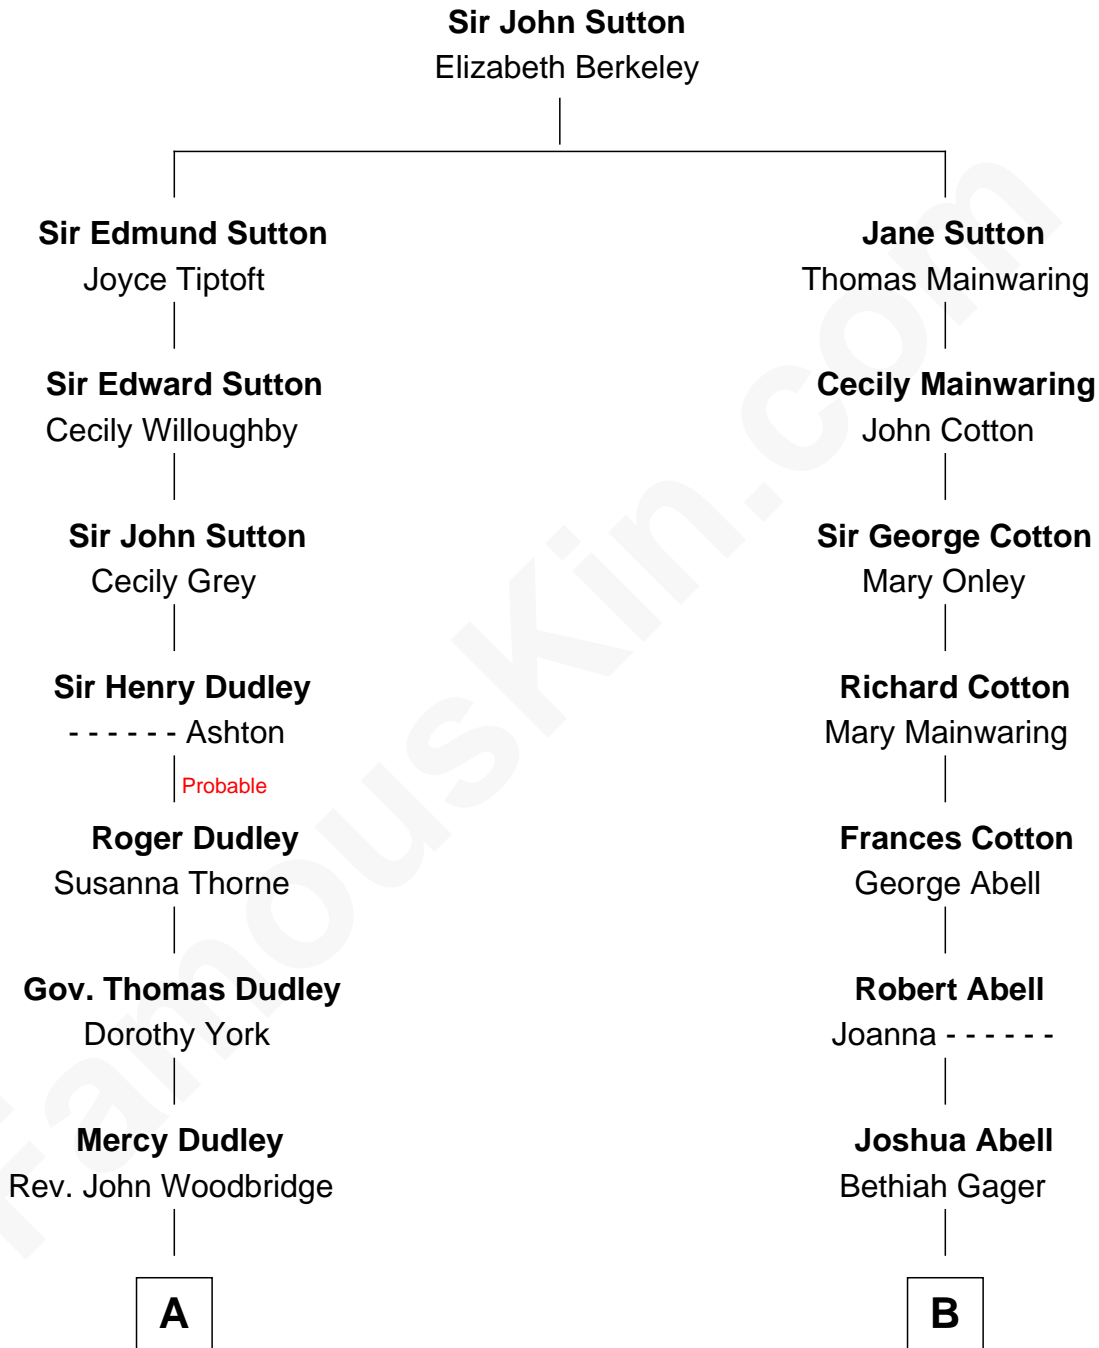 Sir John Sutton
Elizabeth Berkeley
Sir Edmund Sutton
Joyce Tiptoft
Jane Sutton
Thomas Mainwaring
Sir Edward Sutton
Cecily Willoughby
Cecily Mainwaring
John Cotton
Sir John Sutton
Cecily Grey
Sir George Cotton
Mary Onley
Sir Henry Dudley
- - - - - - Ashton
Richard Cotton
Mary Mainwaring
Probable
Roger Dudley
Susanna Thorne
Frances Cotton
George Abell
Gov. Thomas Dudley
Dorothy York
Robert Abell
Joanna - - - - - -
Mercy Dudley
Rev. John Woodbridge
Joshua Abell
Bethiah Gager
A
B
FamousKin.com